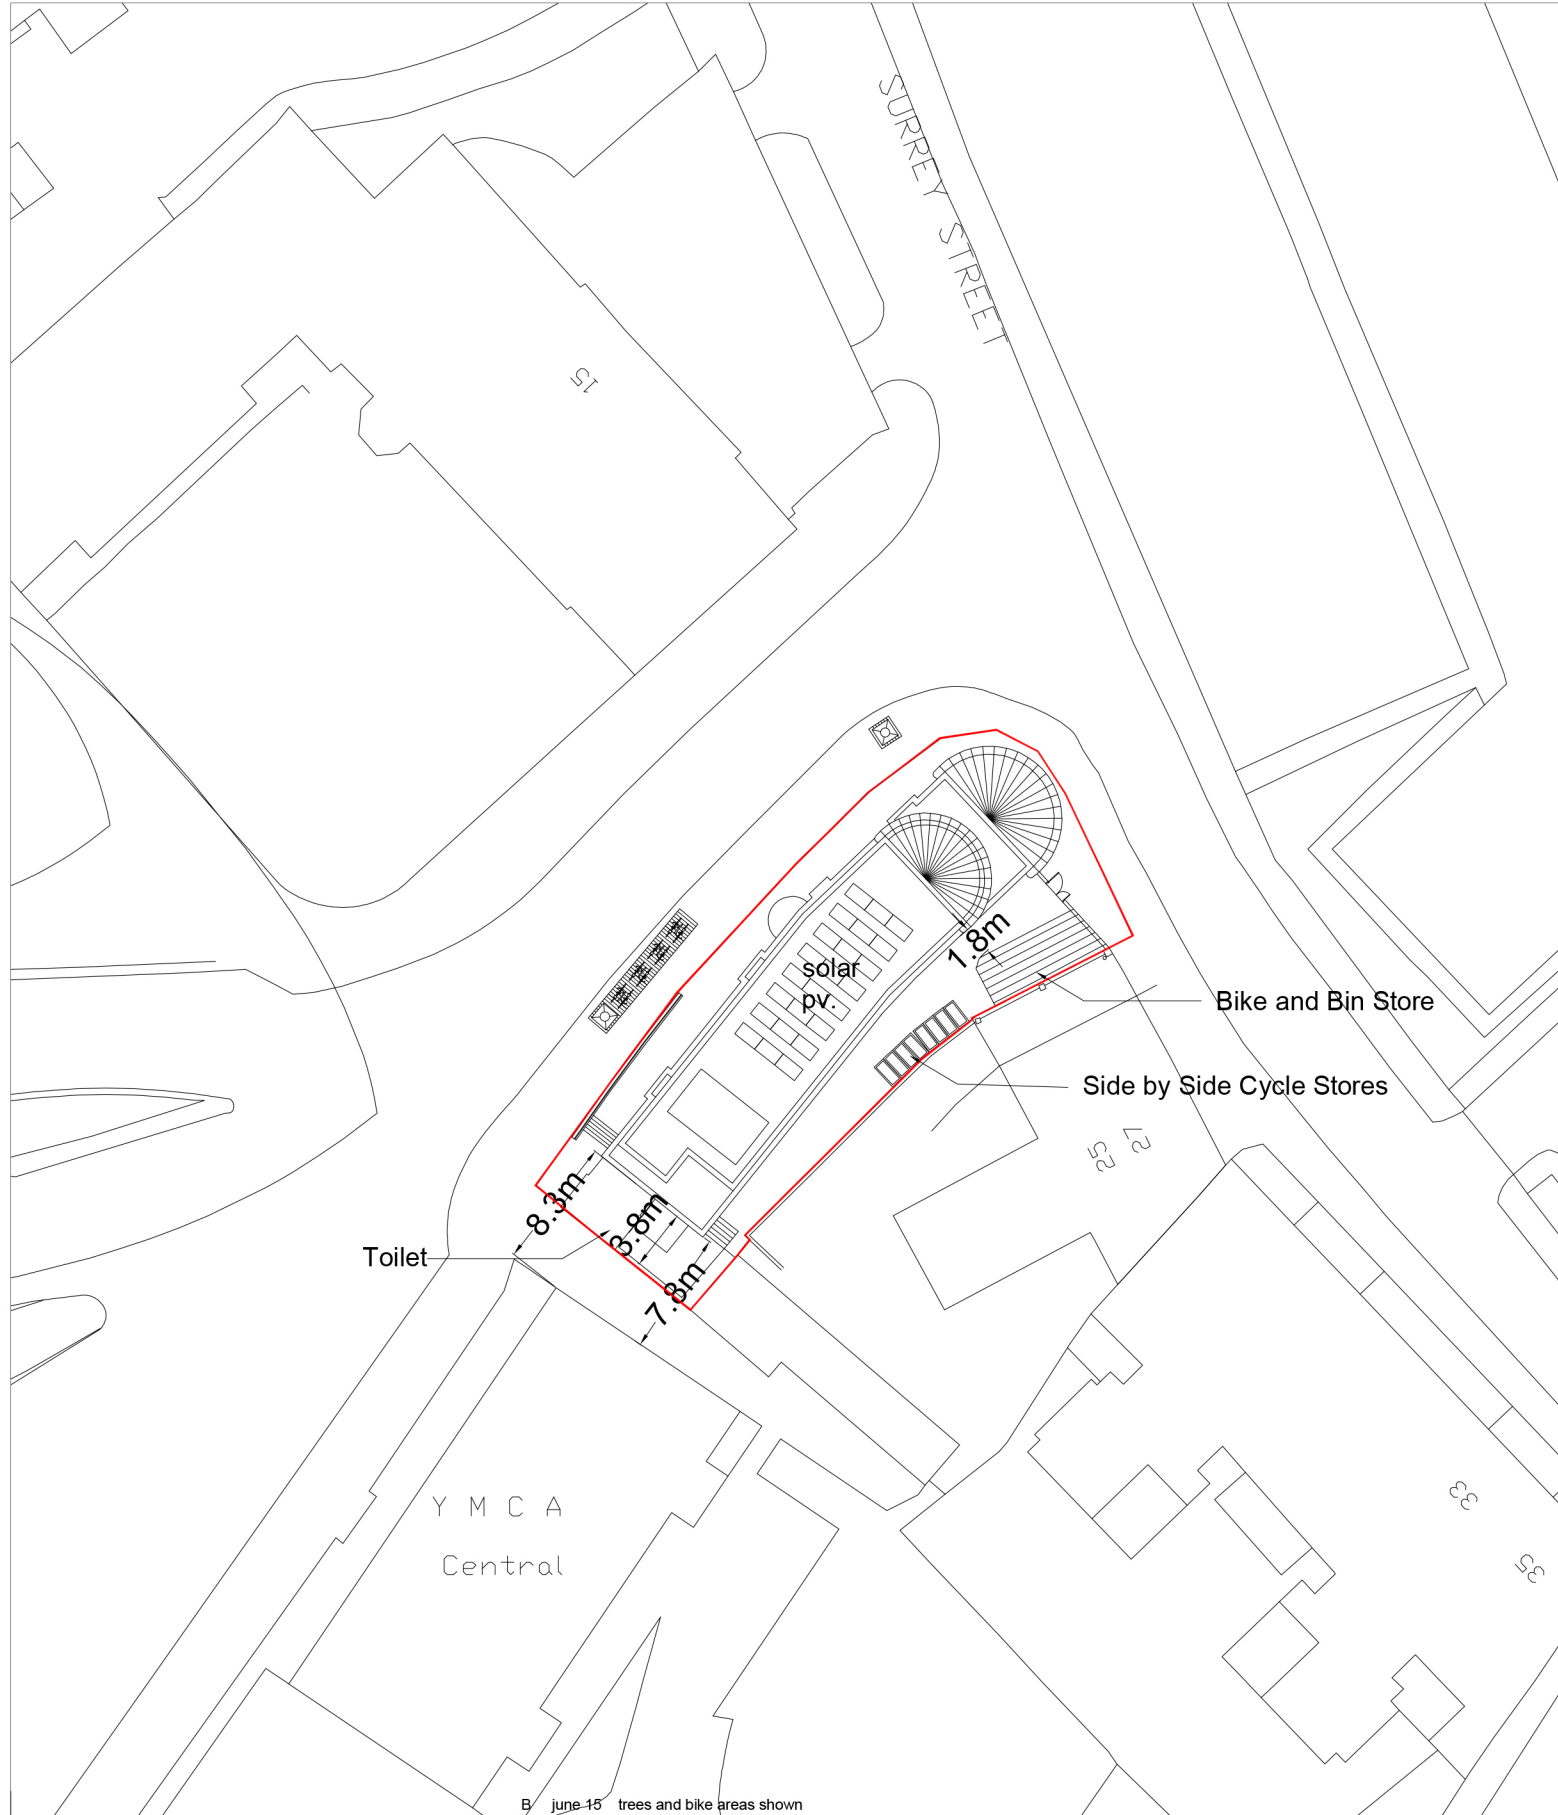 SURREY STREET
15
solar
pv.
1.8m
Bike and Bin Store
Side by Side Cycle Stores
27
25
8.3m
3.8m
Toilet
7.8m
YMCA
Central
33
35
B june 15 trees and bike areas shown